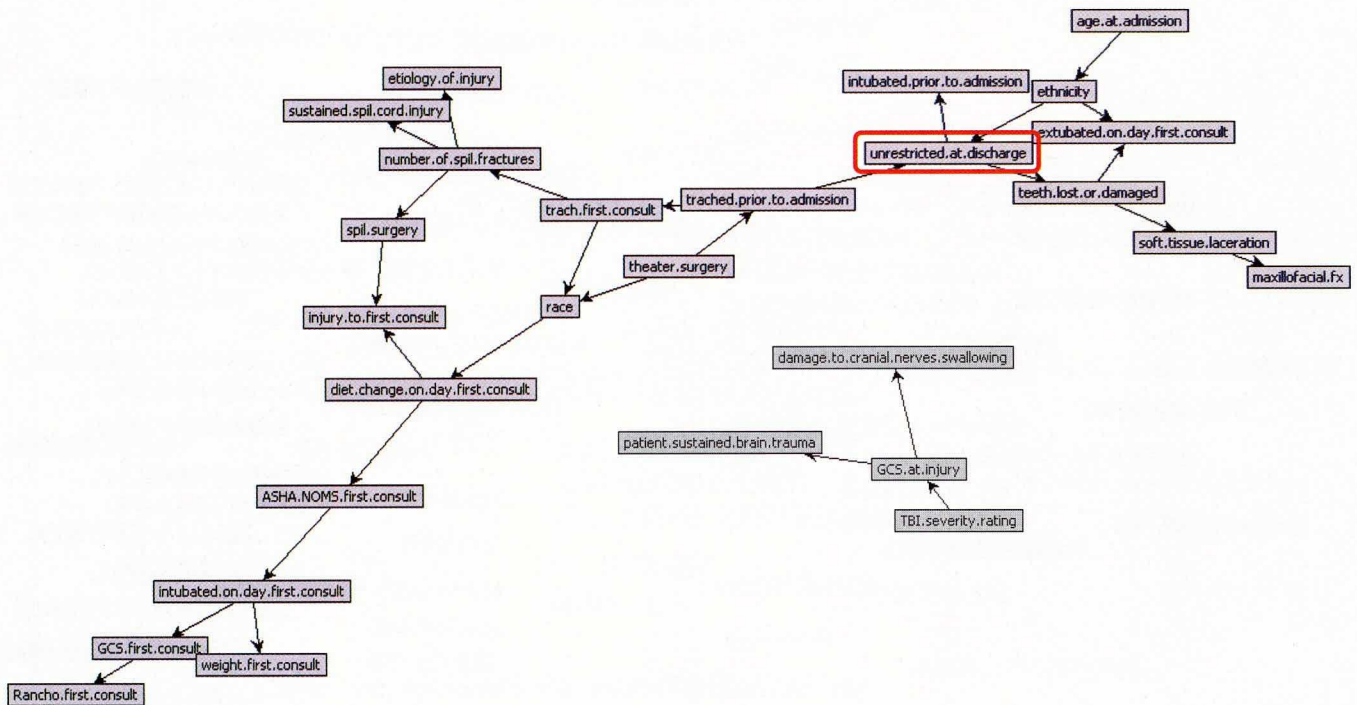 age.at.admission
etiology.of.injury
intubated.prior.to.admission
ethnicity
sustained.spil.cord.injury
extubated.on.day.first.consult
number.of.spil.fractures
unrestricted.at.discharge
teeth.lost.or.damaged
trached.prior.to.admission
trach.first.consult
spil.surgery
soft.tissue.laceration
theater.surgery
maxillofacial.fx
race
injury.to.first.consult
damage.to.cranial.nerves.swallowing
diet.change.on.day.first.consult
patient.sustained.brain.trauma
GCS.at.injury
ASHA.NOMS.first.consult
TBI.severity.rating
intubated.on.day.first.consult
GCS.first.consult
weight.first.consult
Rancho.first.consult